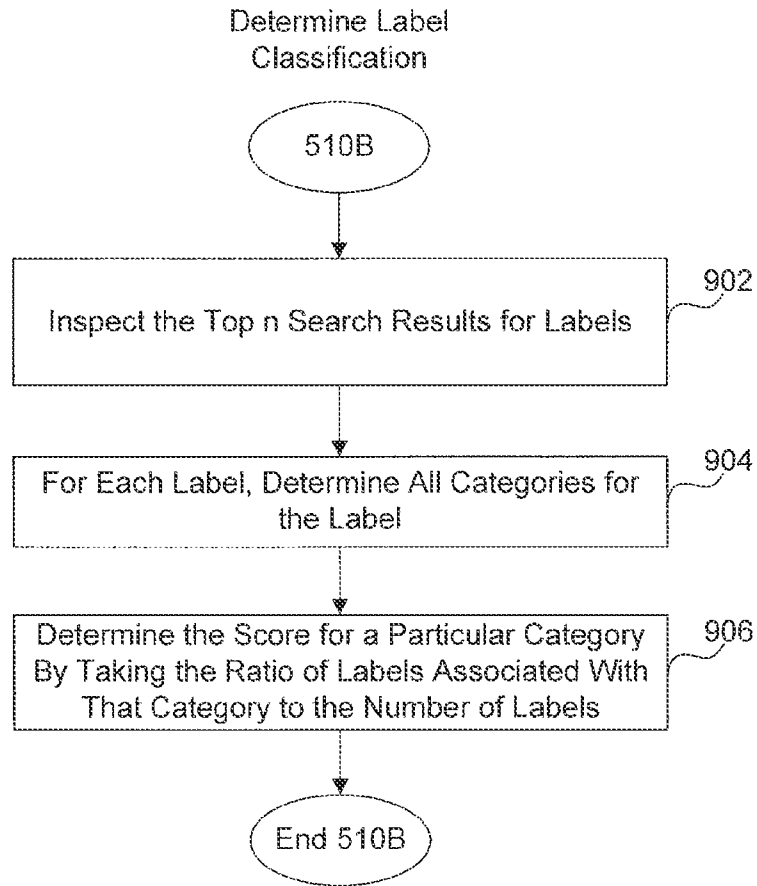 Determine Label
Classification
510B
902
Inspect the Top n Search Results for Labels
904
For Each Label, Determine All Categories for
the Label
906
Determine the Score for a Particular Category
By Taking the Ratio of Labels Associated With
That Category to the Number of Labels
End 510B